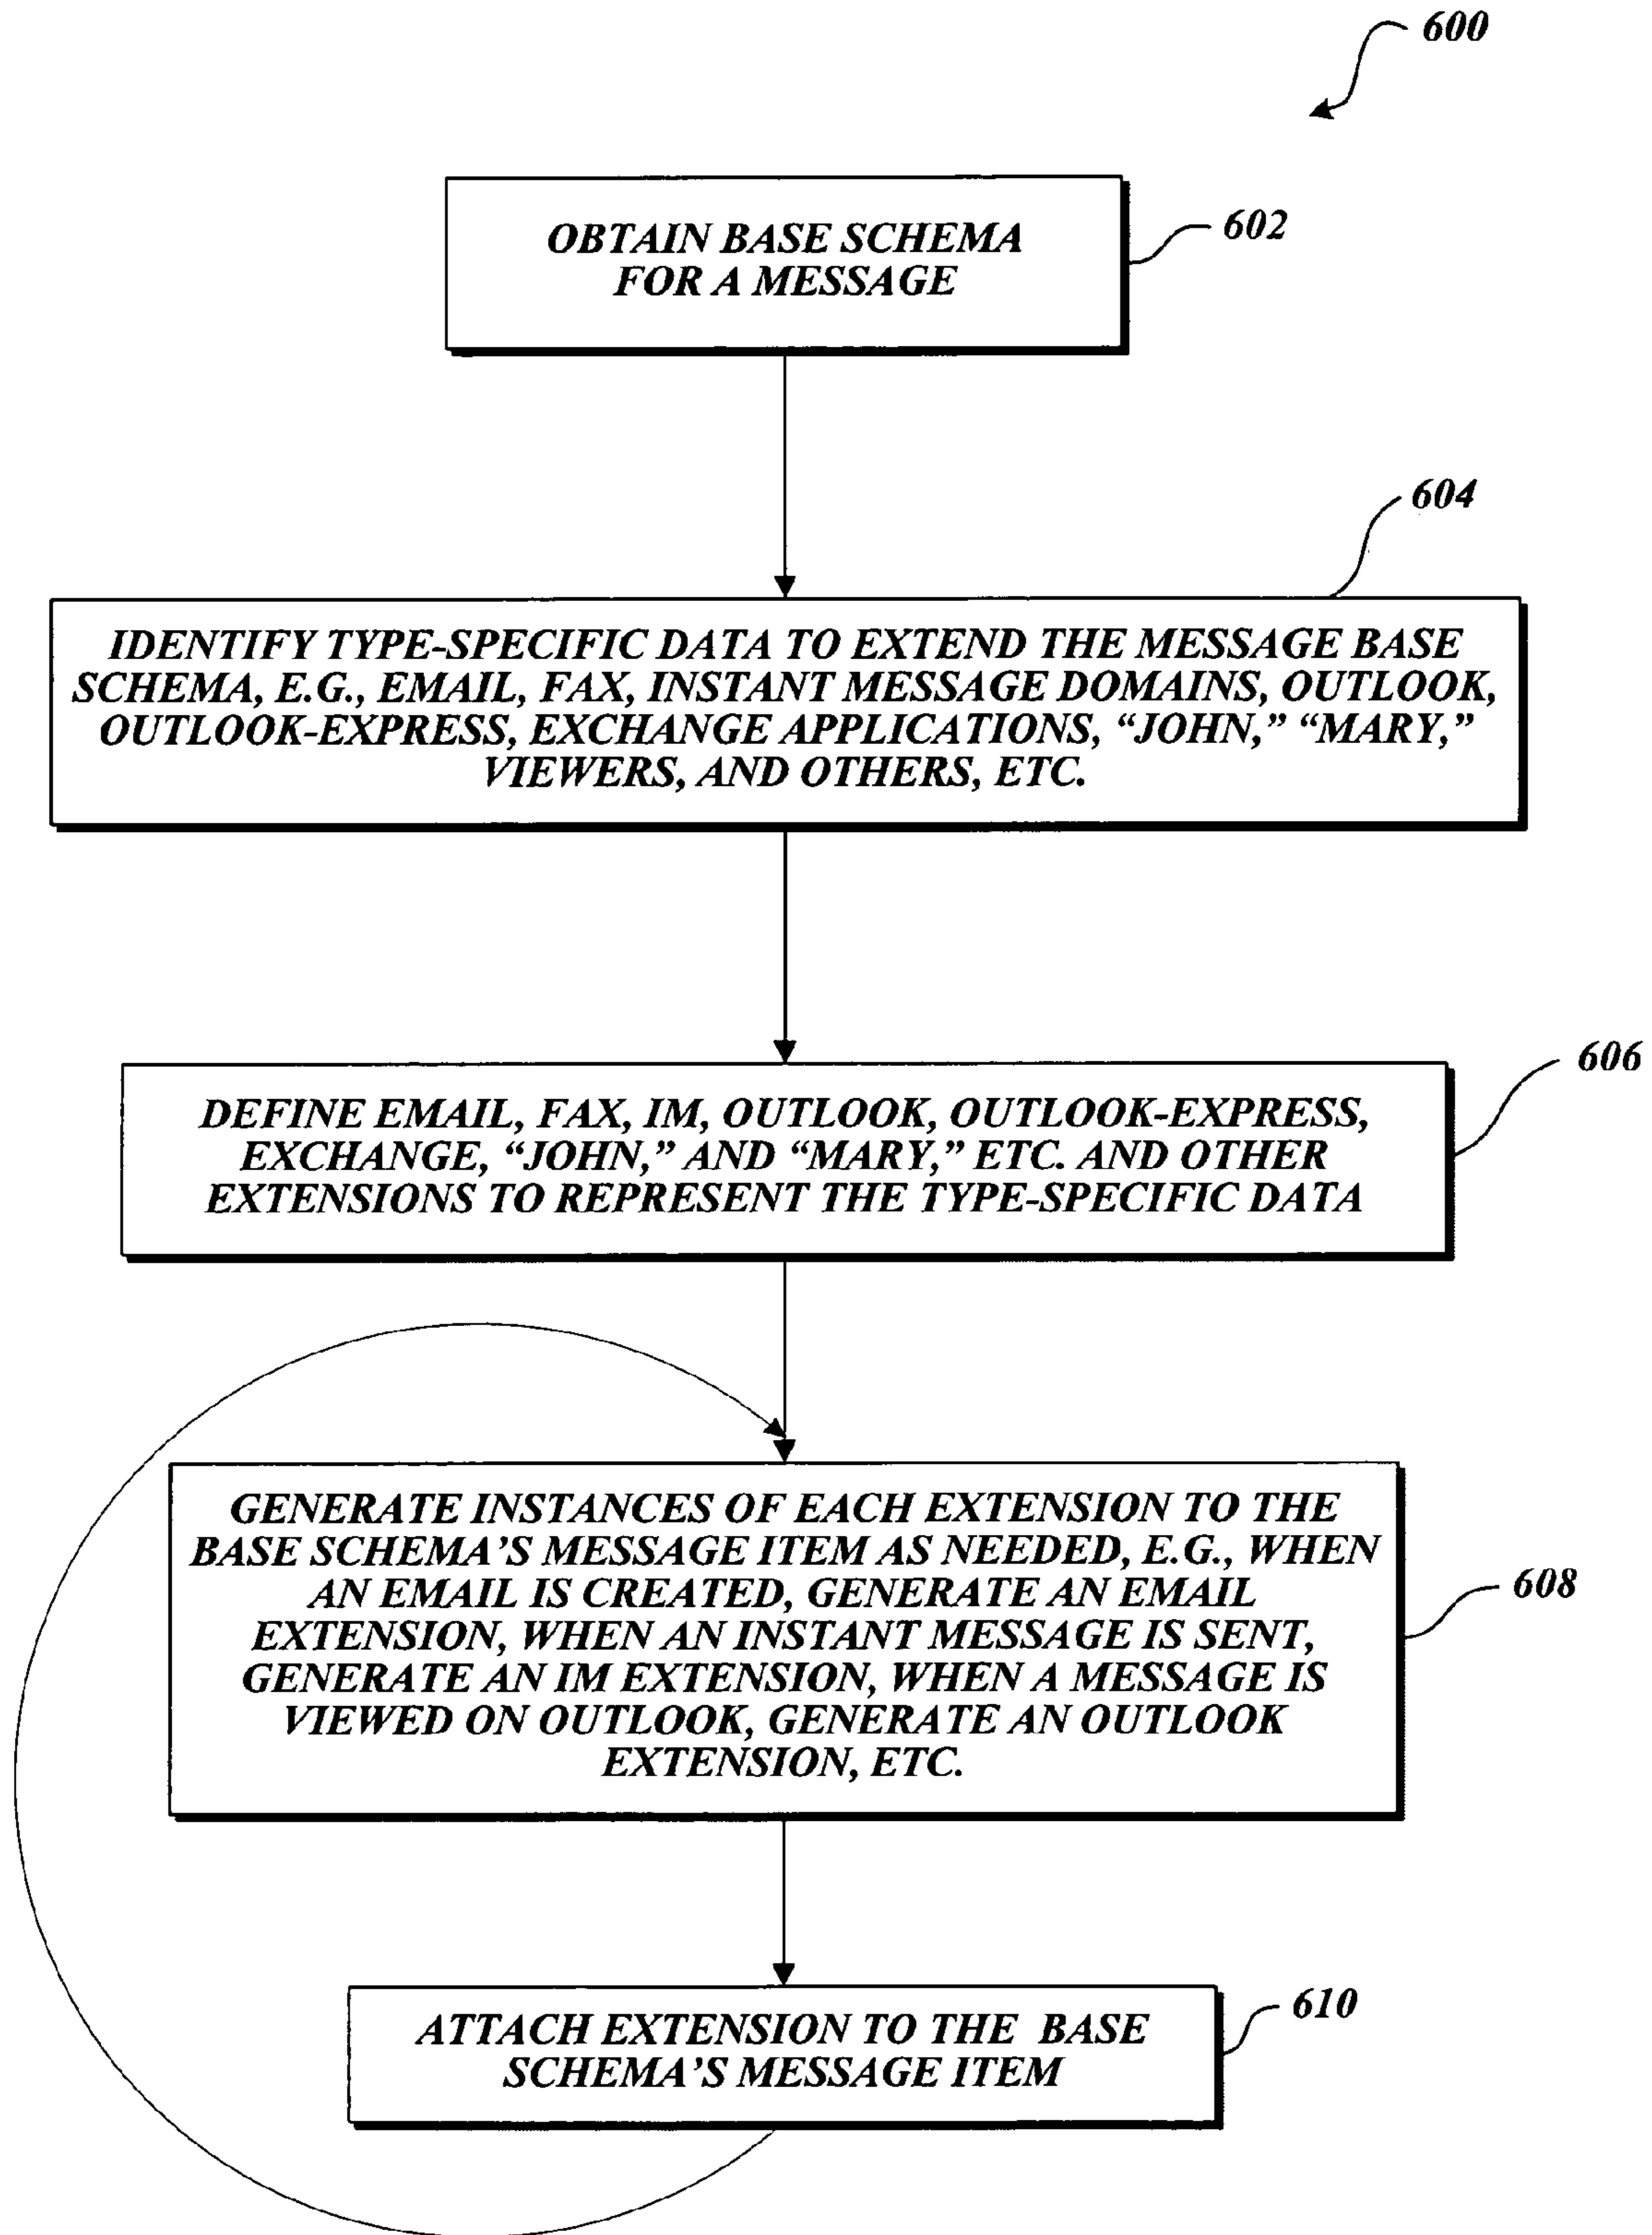 600
OBTAIN BASE SCHEMA
FOR A MESSAGE
602
604
IDENTIFY TYPE-SPECIFIC DATA TO EXTEND THE MESSAGE BASE
SCHEMA, E.G., EMAIL, FAX, INSTANT MESSAGE DOMAINS, OUTLOOK,
OUTLOOK-EXPRESS, EXCHANGE APPLICATIONS, “JOHN,” “MARY,”
VIEWERS, AND OTHERS, ETC.
606
DEFINE EMAIL, FAX, IM, OUTLOOK, OUTLOOK-EXPRESS,
EXCHANGE, “JOHN,” AND “MARY,” ETC. AND OTHER
EXTENSIONS TO REPRESENT THE TYPE-SPECIFIC DATA
GENERATE INSTANCES OF EACH EXTENSION TO THE
BASE SCHEMA’S MESSAGE ITEM AS NEEDED, E.G., WHEN
AN EMAIL IS CREATED, GENERATE AN EMAIL
EXTENSION, WHEN AN INSTANT MESSAGE IS SENT,
GENERATE AN IM EXTENSION, WHEN A MESSAGE IS
VIEWED ON OUTLOOK, GENERATE AN OUTLOOK
EXTENSION, ETC.
608
ATTACH EXTENSION TO THE BASE
SCHEMA’S MESSAGE ITEM
610